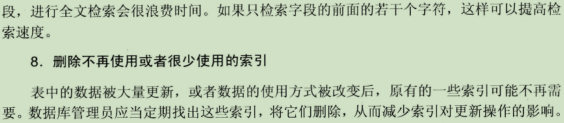 段，进行全文检索会很浪费时间。如果只检索字段的前面的若干个字符，这样可以提高检
索速度。
8．删除不再使用或者很少使用的索引
表中的数据被大量更新，或者数据的使用方式被改变后，原有的一些索引可能不再需
要。数据库管理员应当定期找出这些索引，将它们删除，从而减少索引对更新操作的影响。